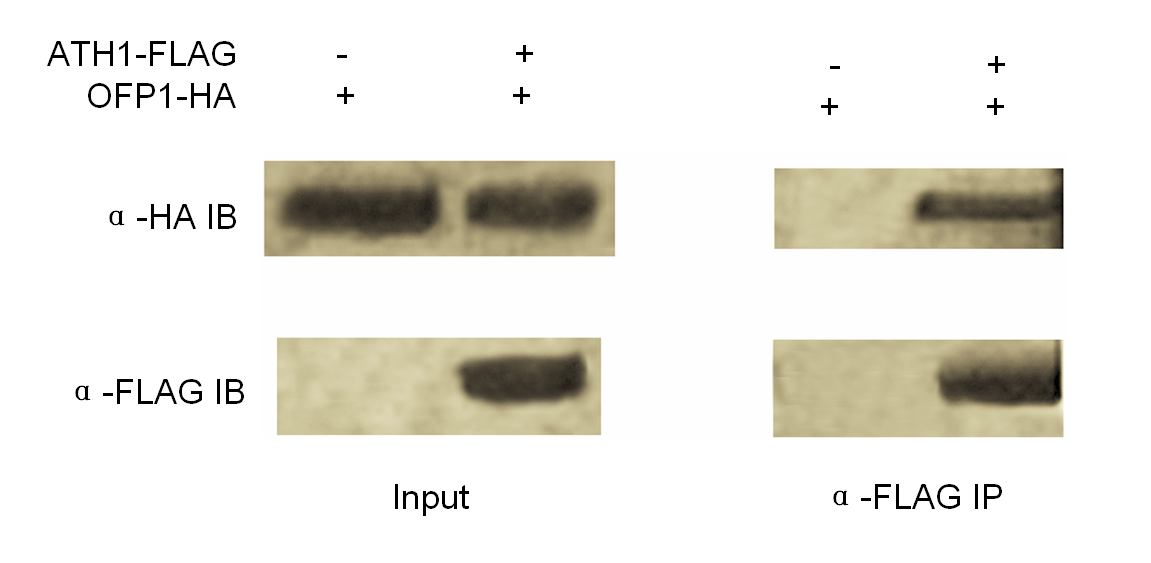 ATH1-FLAG - + - +
OFP1-HA + + + +
α -HA IB
α -FLAG IB
Input α -FLAG IP